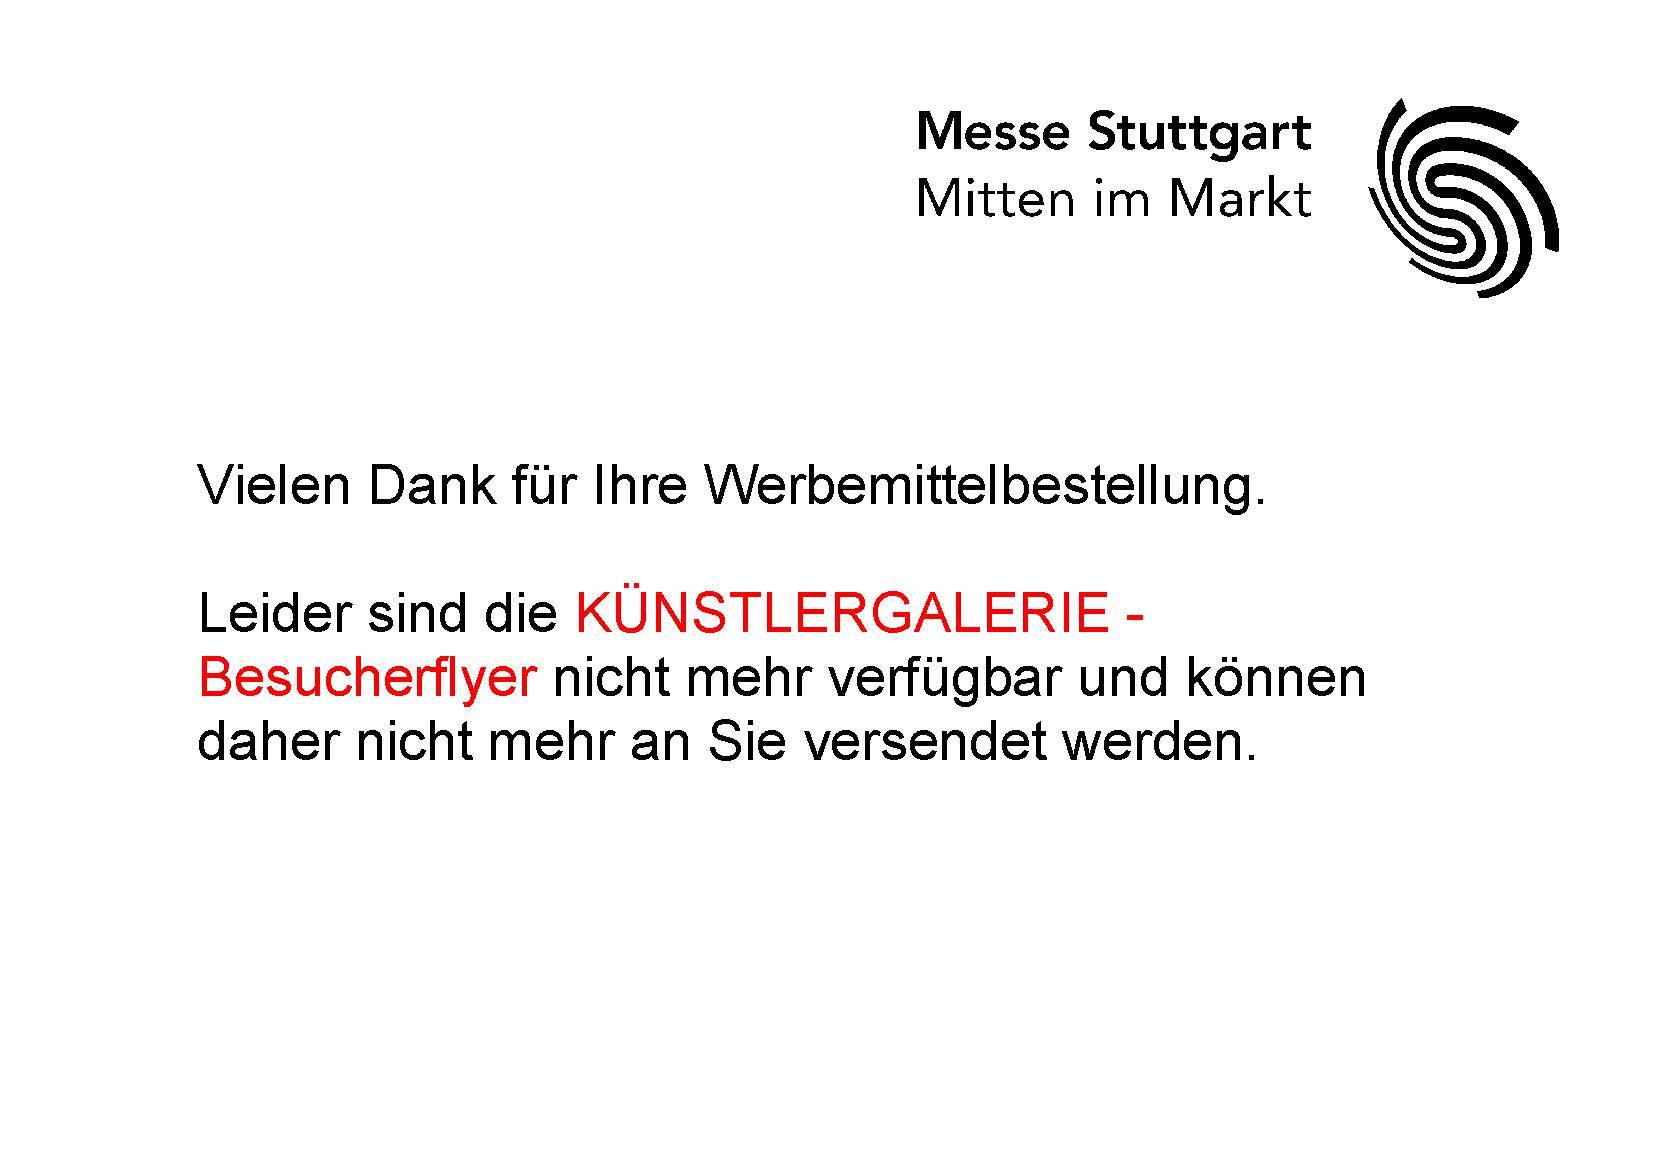 Messe Stuttgart
Mitten im Markt
Vielen Dank für Ihre Werbemittelbestellung.
Leider sind die KÜNSTLERGALERIE -
Besucherflyer nicht mehr verfügbar und können
daher nicht mehr an Sie versendet werden.